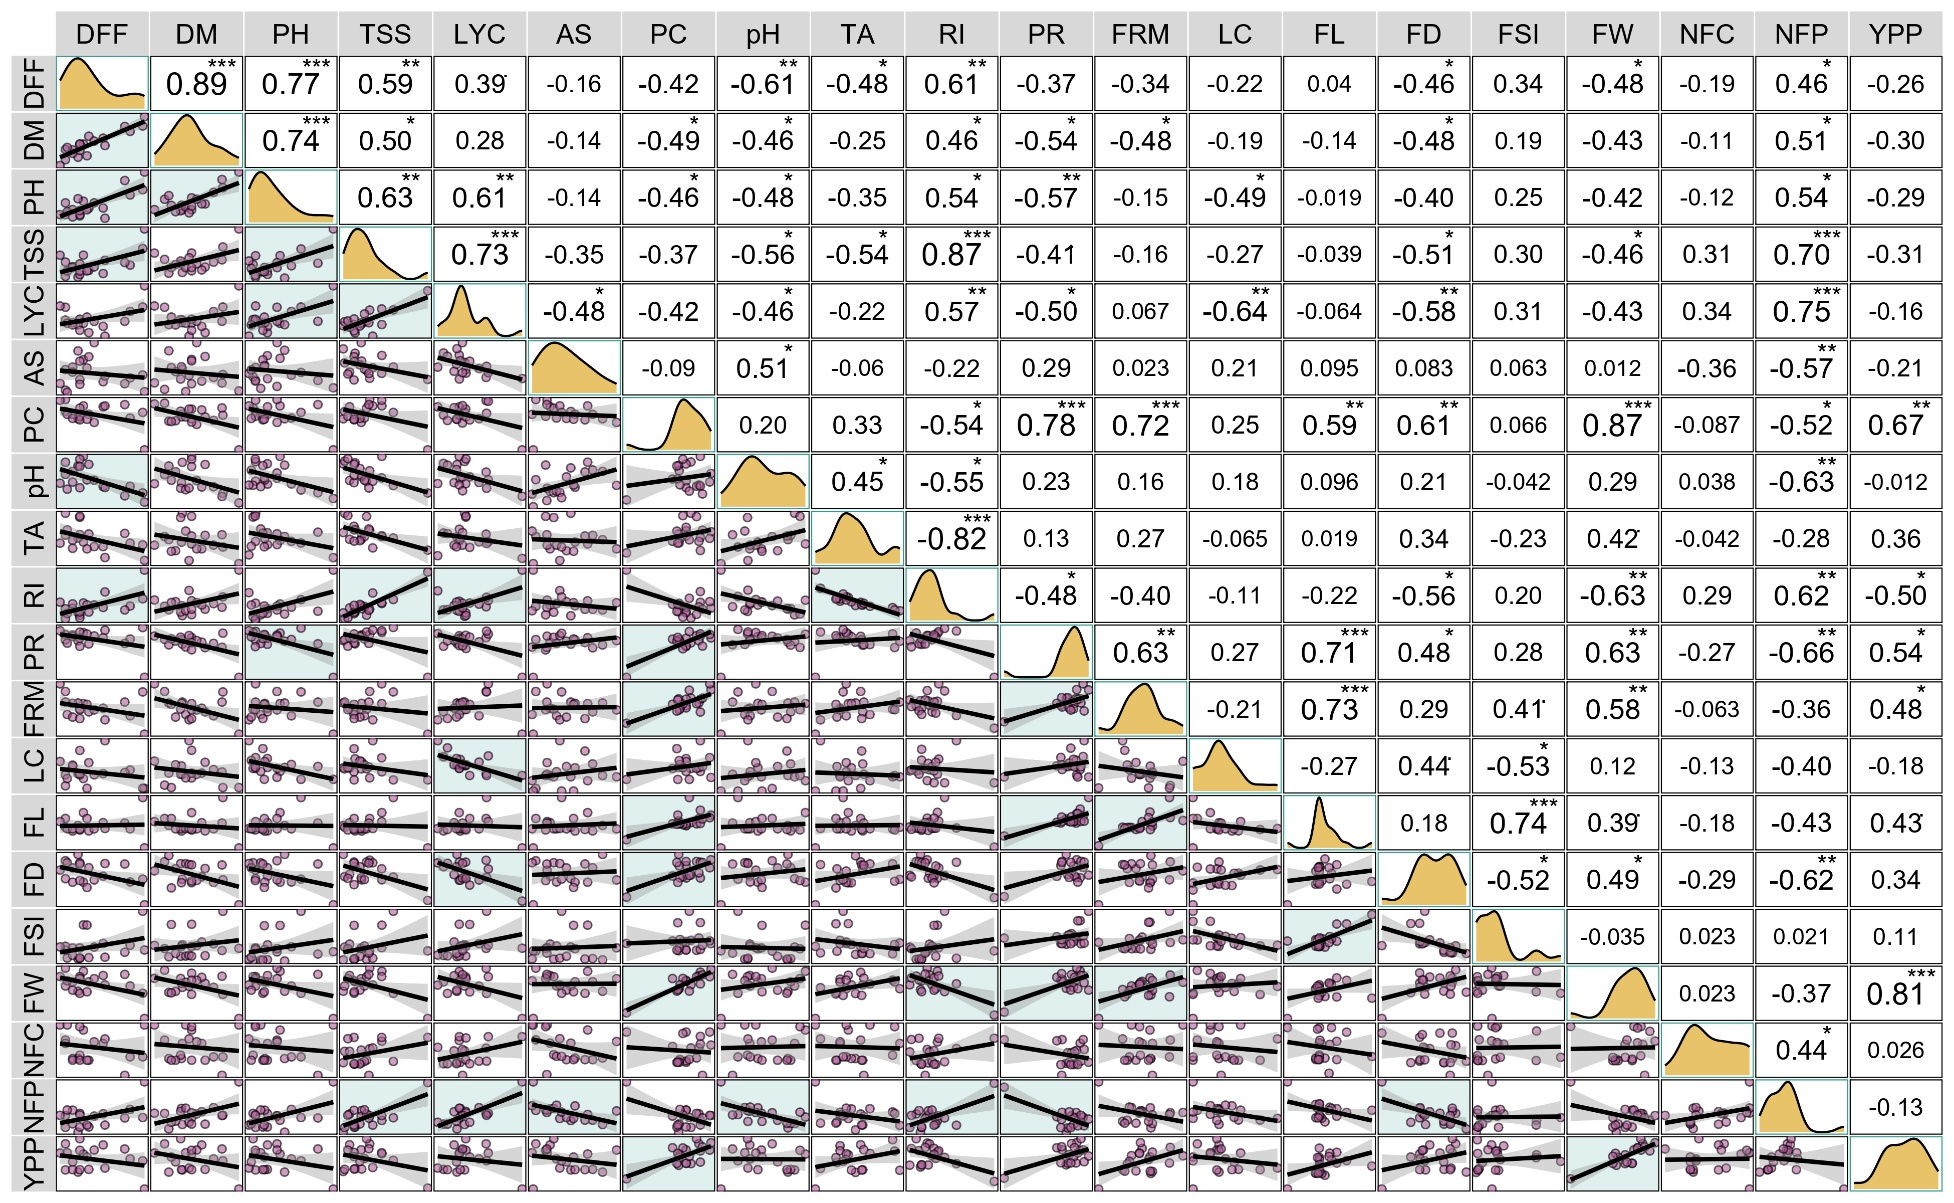 DFF DM PH TSS LYC AS PC pH TA RI PR FRM LC FL FD FSI FW NFC NFP YPP
DFF 0.89*** 0.77*** 0.59** 0.39· -0.16 -0.42 -0.61** -0.48* 0.61** -0.37 -0.34 -0.22 0.04 -0.46* 0.34 -0.48* -0.19 0.46* -0.26
DM 0.74*** 0.50* 0.28 -0.14 -0.49* -0.46* -0.25 0.46* -0.54* -0.48* -0.19 -0.14 -0.48* 0.19 -0.43 -0.11 0.51* -0.30
PH 0.63** 0.61** -0.14 -0.46* -0.48* -0.35 0.54* -0.57** -0.15 -0.49* -0.019 -0.40 0.25 -0.42 -0.12 0.54* -0.29
TSS 0.73*** -0.35 -0.37 -0.56* -0.54* 0.87*** -0.41 -0.16 -0.27 -0.039 -0.51* 0.30 -0.46* 0.31 0.70*** -0.31
LYC -0.48* -0.42 -0.46* -0.22 0.57** -0.50* 0.067 -0.64** -0.064 -0.58** 0.31 -0.43 0.34 0.75*** -0.16
AS -0.09 0.51* -0.06 -0.22 0.29 0.023 0.21 0.095 0.083 0.063 0.012 -0.36 -0.57** -0.21
PC 0.20 0.33 -0.54* 0.78*** 0.72*** 0.25 0.59** 0.61** 0.066 0.87*** -0.087 -0.52* 0.67**
pH 0.45* -0.55* 0.23 0.16 0.18 0.096 0.21 -0.042 0.29 0.038 -0.63** -0.012
TA -0.82*** 0.13 0.27 -0.065 0.019 0.34 -0.23 0.42· -0.042 -0.28 0.36
RI -0.48* -0.40 -0.11 -0.22 -0.56* 0.20 -0.63** 0.29 0.62** -0.50*
PR 0.63** 0.27 0.71*** 0.48* 0.28 0.63** -0.27 -0.66** 0.54*
FRM -0.21 0.73*** 0.29 0.41· 0.58** -0.063 -0.36 0.48*
LC -0.27 0.44· -0.53* 0.12 -0.13 -0.40 -0.18
FL 0.18 0.74*** 0.39· -0.18 -0.43 0.43·
FD -0.52* 0.49* -0.29 -0.62** 0.34
FSI -0.035 0.023 0.021 0.11
FW 0.023 -0.37 0.81***
NFC 0.44* 0.026
NFP -0.13
YPP